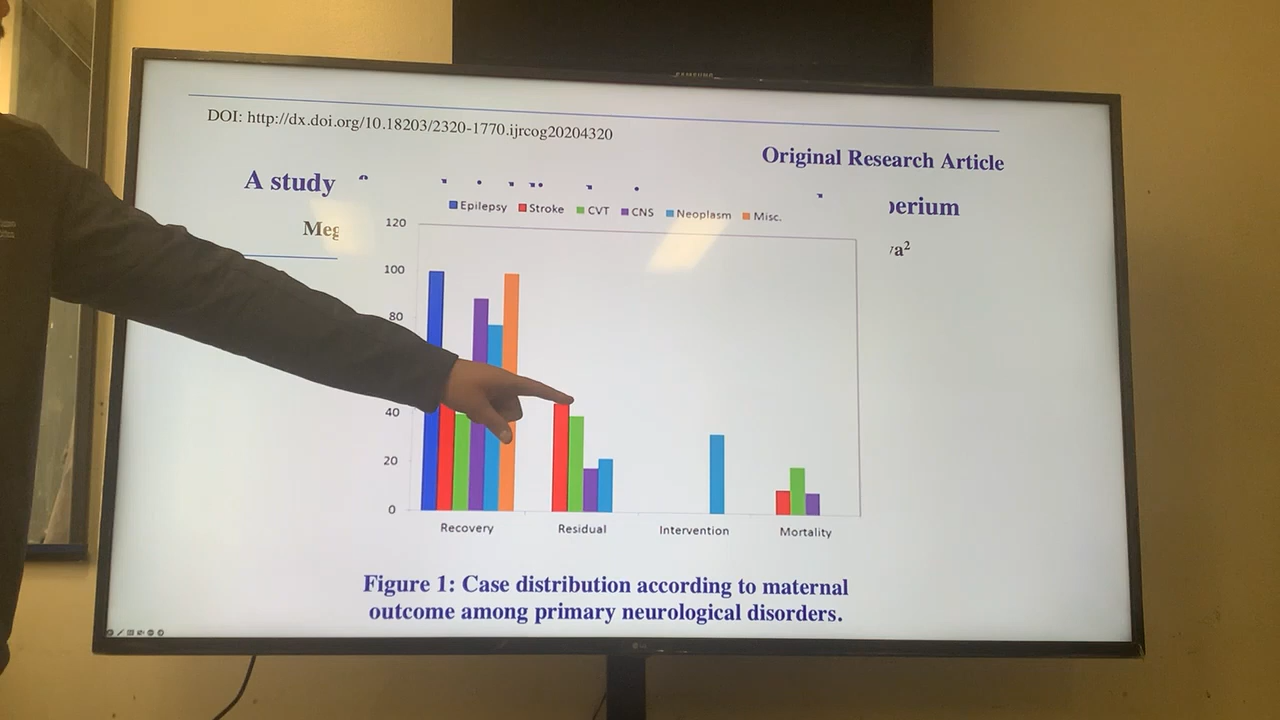 SAMSUNG
DOI: http://dx.doi.org/10.18203/2320-1770.ijrcog20204320
Original Research Article
A study
Epilepsy Stroke CVT CNS Neoplasm Misc.
120
100
80
40
20
0
Recovery Residual Intervention Mortality
Figure 1: Case distribution according to maternal
outcome among primary neurological disorders.
LG